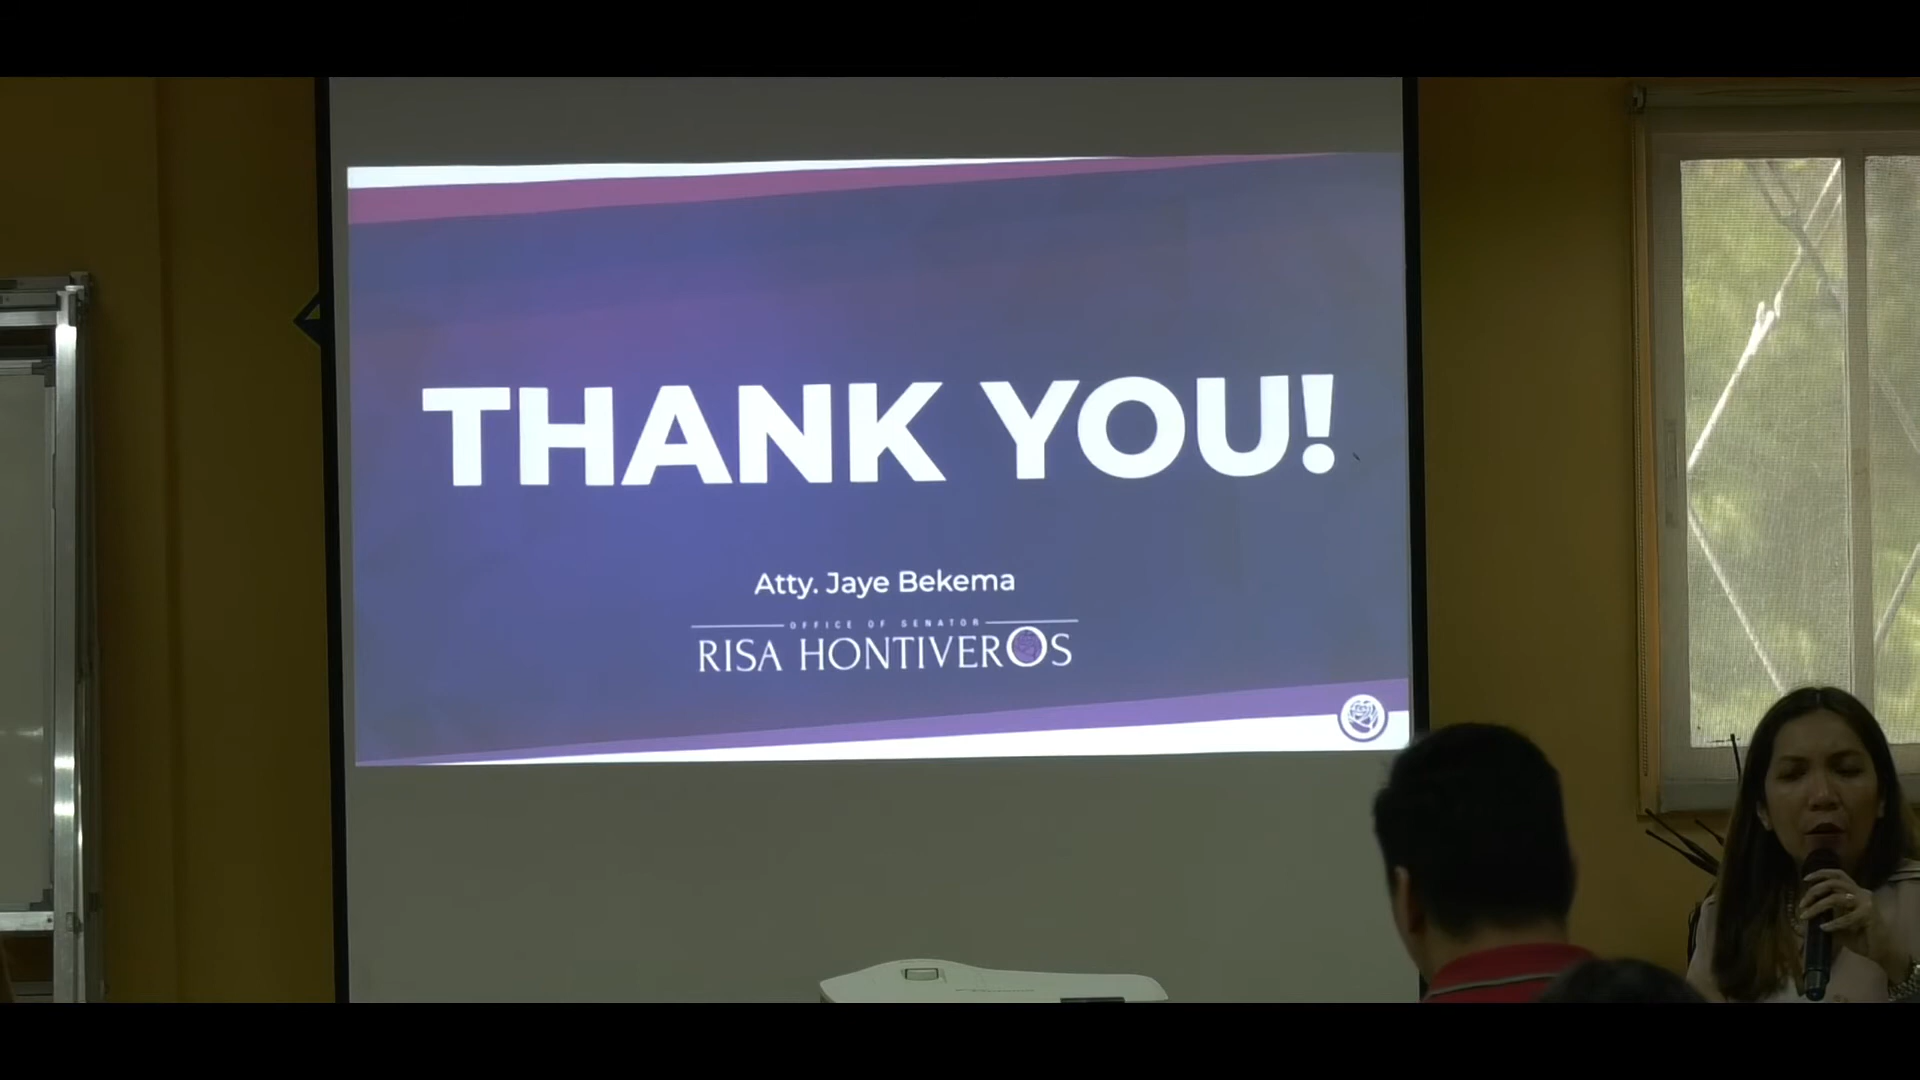 THANK YOU!
Atty. Jaye Bekema
OFFICE OF SENATOR
RISA HONTIVEROS